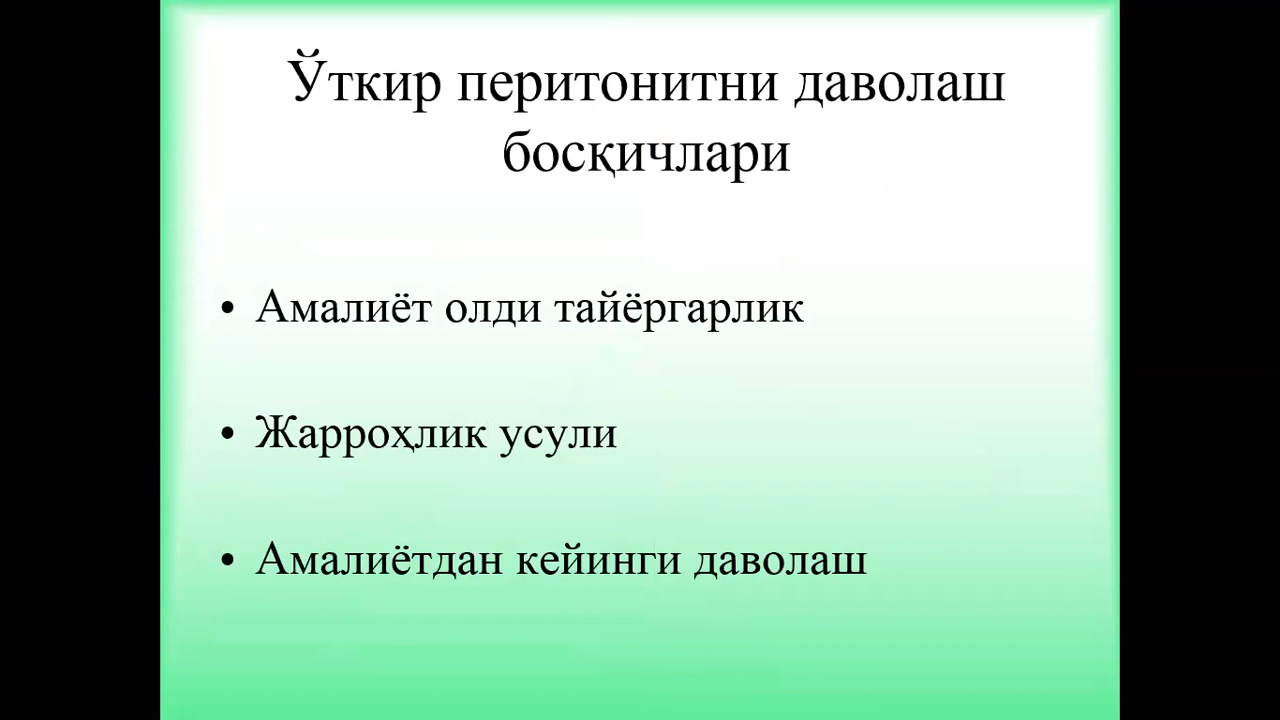 Ўткир перитонитни даволаш
босқичлари
• Амалиёт олди тайёргарлик
• Жарроҳлик усули
• Амалиётдан кейинги даволаш